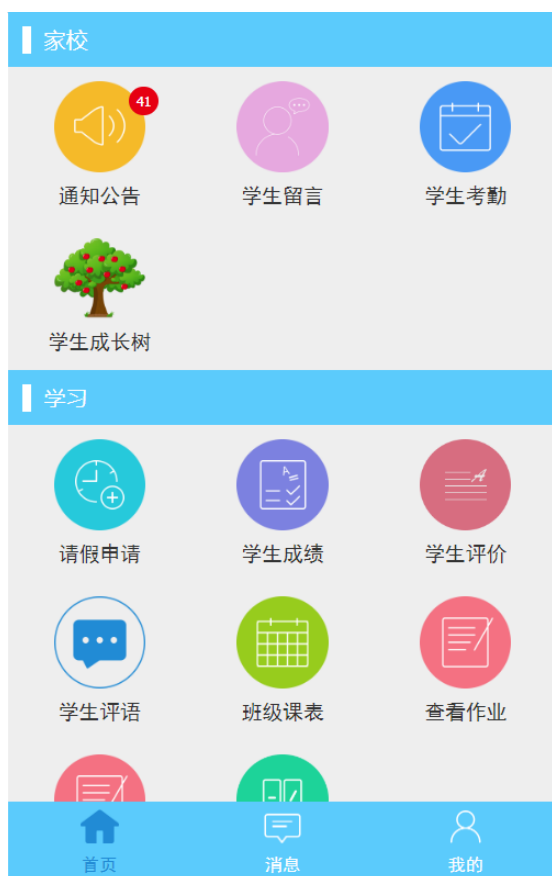 家校
41
通知公告 学生留言 学生考勤
学生成长树
学习
请假申请 学生成绩 学生评价
学生评语 班级课表 查看作业
首页 消息 我的